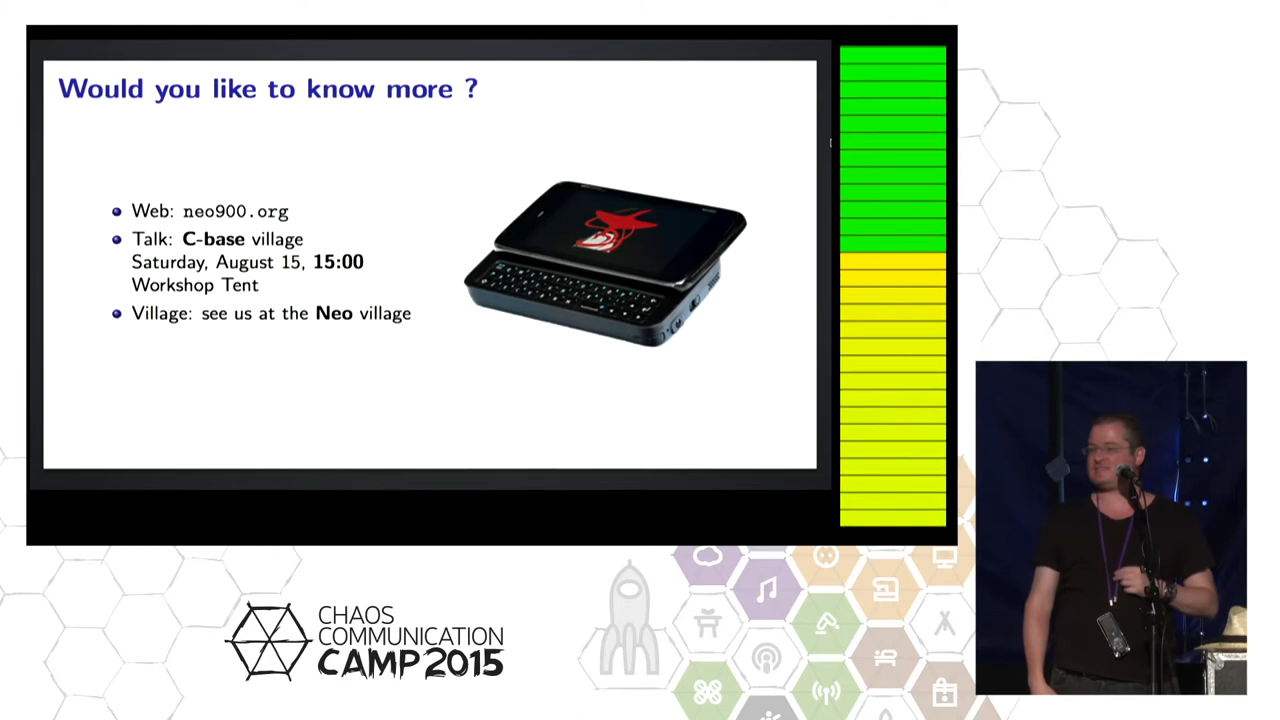 Would you like to know more ?
Web: neo900.org
Talk: C-base village
Saturday, August 15, 15:00
Workshop Tent
Village: see us at the Neo village
CHAOS
COMMUNICATION
CAMP 2015